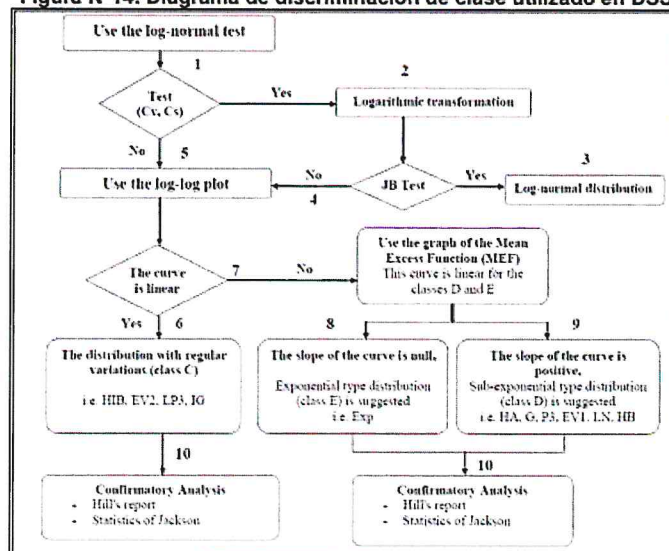 Figura N°14. Diagrama de discriminación de clase utilizado en DSS
Use the log-normal test
1
2
Test
(Cv, Cs)
Yes
Logarithmic transformation
No
5
3
Use the log-log plot
No
4
JB Test
Yes
Log-normal distribution
Use the graph of the Mean
Excess Function (MEF)
This curve is linear for the
classes D and E
The curve
is linear
7
No
Yes
6
8
9
The distribution with regular
variations (class C)
i.e. HIB, EV2, LP3, IG
The slope of the curve is null,
Exponential type distribution
(class E) is suggested
i.e. Exp
The slope of the curve is
positive,
Sub-exponential type distribution
(class D) is suggested
i.e. HA, G, P3, EV1, LN, HB
10
10
Confirmatory Analysis
- Hill's report
- Statistics of Jackson
Confirmatory Analysis
- Hill's report
- Statistics of Jackson